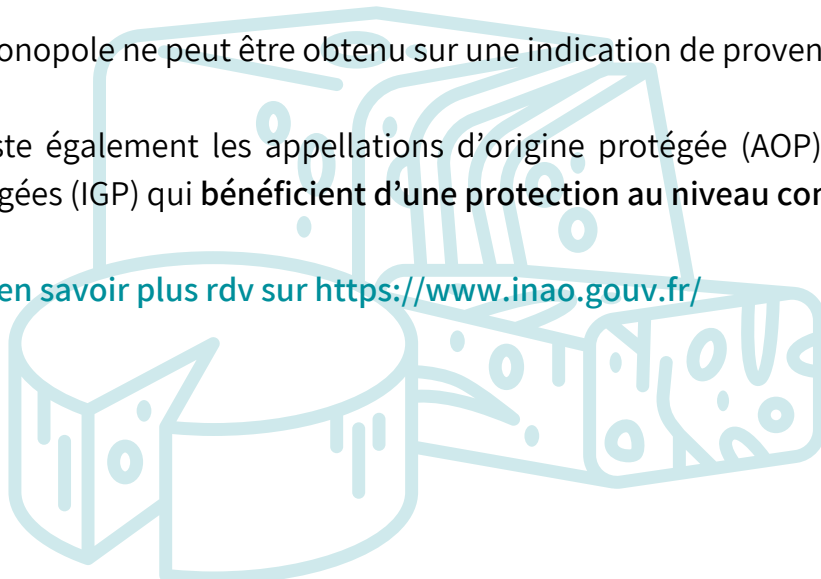 onopole ne peut être obtenu sur une indication de proven
ste également les appellations d'origine protégée (AOP)
gées (IGP) qui bénéficient d'une protection au niveau co
en savoir plus rdv sur https://www.inao.gouv.fr/